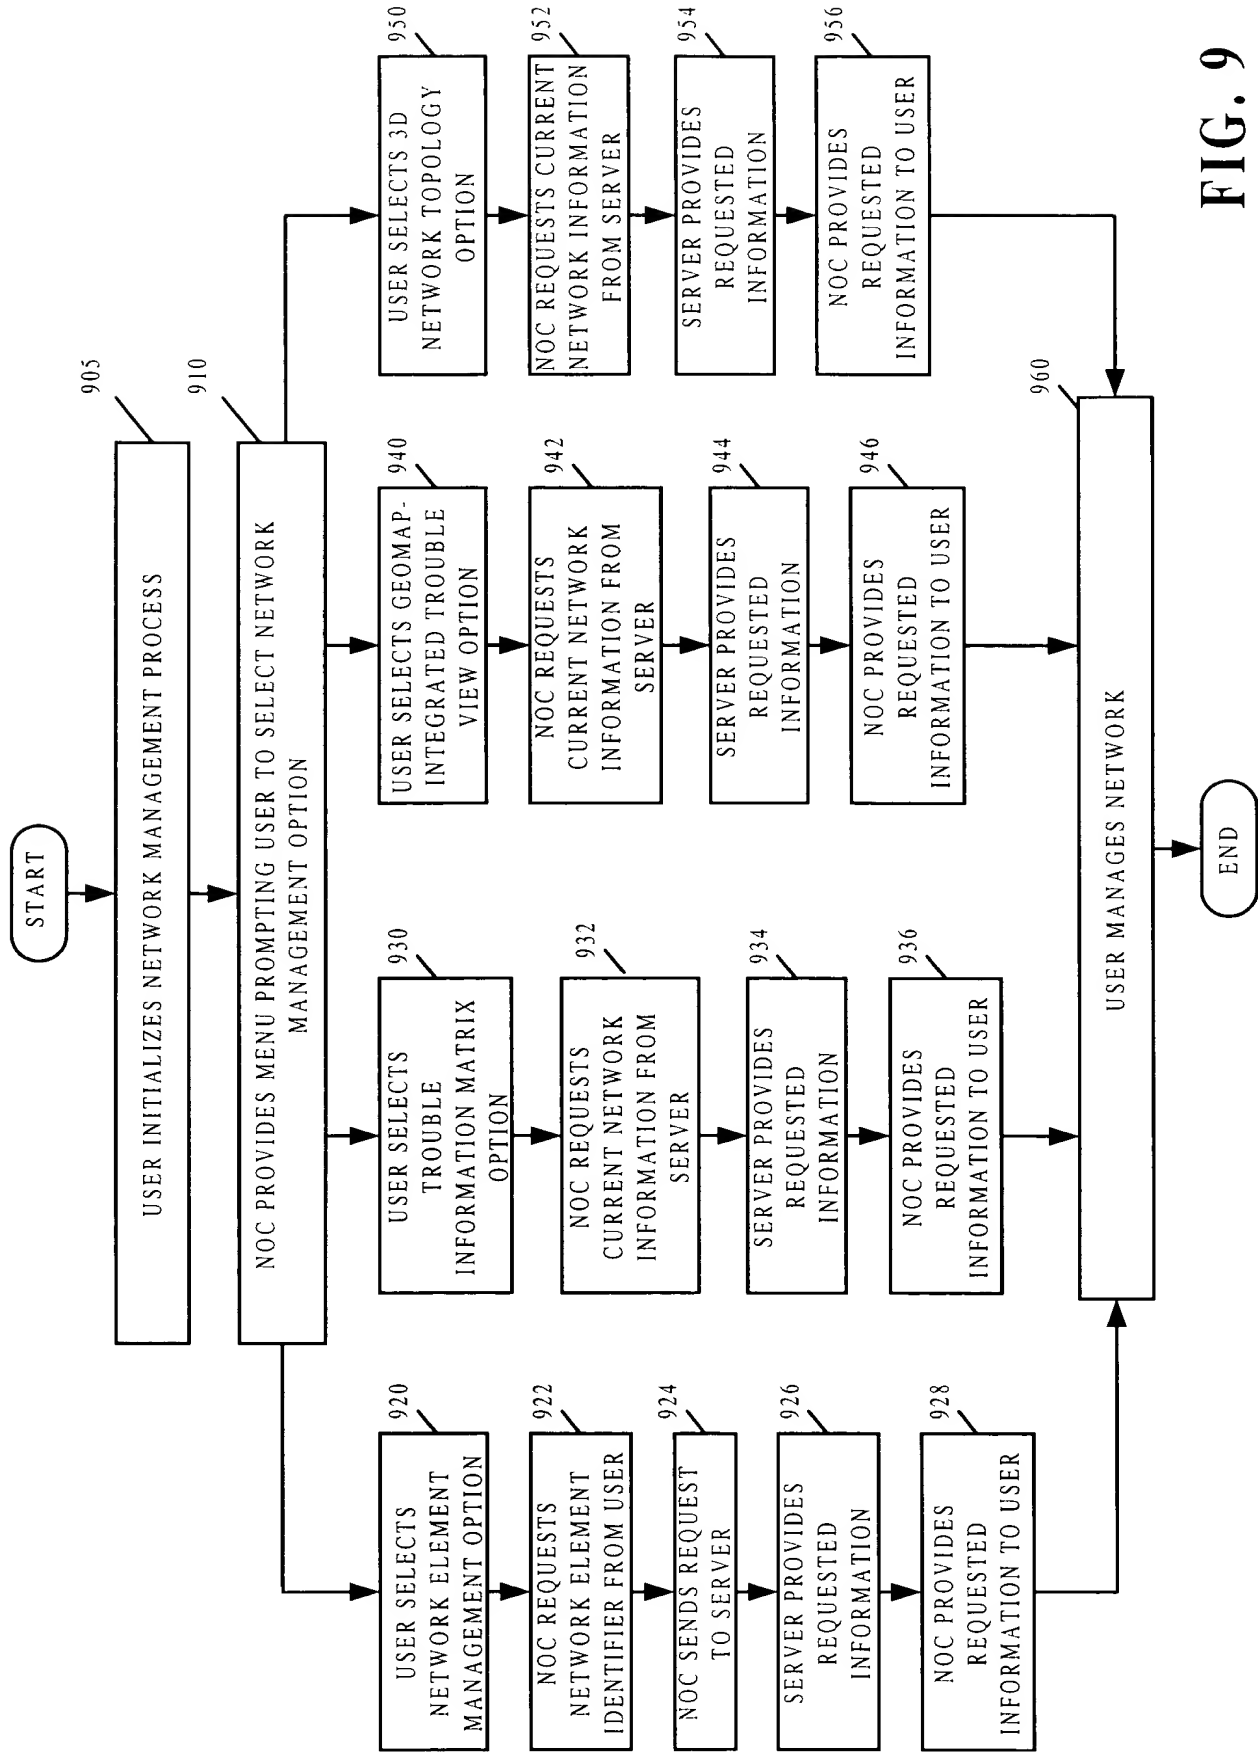 START
905
USER INITIALIZES NETWORK MANAGEMENT PROCESS
910
NOC PROVIDES MENU PROMPTING USER TO SELECT NETWORK
MANAGEMENT OPTION
920
USER SELECTS
NETWORK ELEMENT
MANAGEMENT OPTION
922
NOC REQUESTS
NETWORK ELEMENT
IDENTIFIER FROM USER
924
NOC SENDS REQUEST
TO SERVER
926
SERVER PROVIDES
REQUESTED
INFORMATION
928
NOC PROVIDES
REQUESTED
INFORMATION TO USER
930
USER SELECTS
TROUBLE
INFORMATION MATRIX
OPTION
932
NOC REQUESTS
CURRENT NETWORK
INFORMATION FROM
SERVER
934
SERVER PROVIDES
REQUESTED
INFORMATION
936
NOC PROVIDES
REQUESTED
INFORMATION TO USER
940
USER SELECTS GEOMAP-
INTEGRATED TROUBLE
VIEW OPTION
942
NOC REQUESTS
CURRENT NETWORK
INFORMATION FROM
SERVER
944
SERVER PROVIDES
REQUESTED
INFORMATION
946
NOC PROVIDES
REQUESTED
INFORMATION TO USER
950
USER SELECTS 3D
NETWORK TOPOLOGY
OPTION
952
NOC REQUESTS CURRENT
NETWORK INFORMATION
FROM SERVER
954
SERVER PROVIDES
REQUESTED
INFORMATION
956
NOC PROVIDES
REQUESTED
INFORMATION TO USER
960
USER MANAGES NETWORK
END
FIG. 9